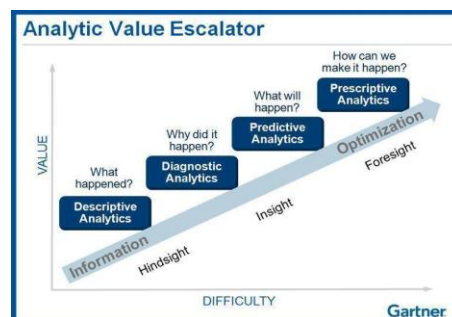 Analytic Value Escalator
How can we
make it happen?
Prescriptive
Analytics
What will
happen?
Predictive
Analytics
Why did it
happen?
Diagnostic
Analytics
What
happened?
Descriptive
Analytics
VALUE
Information
Optimization
Hindsight
Insight
Foresight
DIFFICULTY
Gartner